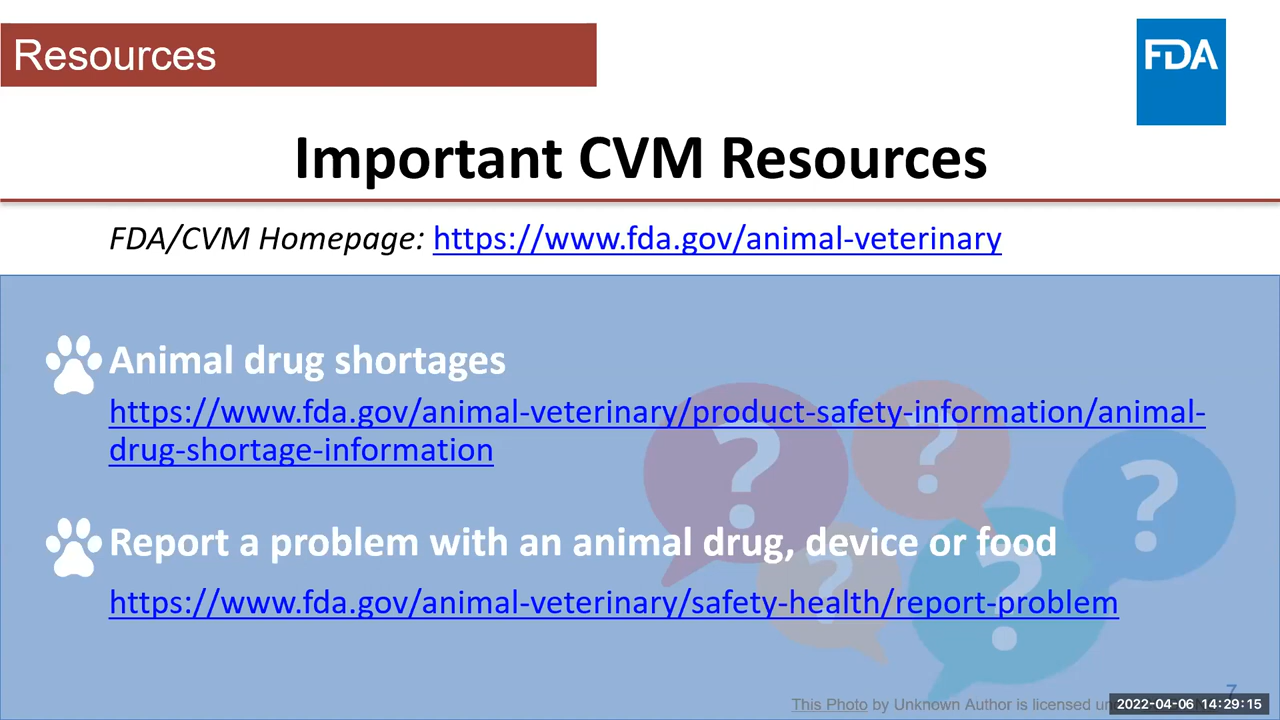 Resources
FDA
Important CVM Resources
FDA/CVM Homepage: https://www.fda.gov/animal-veterinary
Animal drug shortages
https://www.fda.gov/animal-veterinary/product-safety-information/animal-
drug-shortage-information
Report a problem with an animal drug, device or food
https://www.fda.gov/animal-veterinary/safety-health/report-problem
7
This Photo by Unknown Author is licensed
2022-04-06 14:29:15